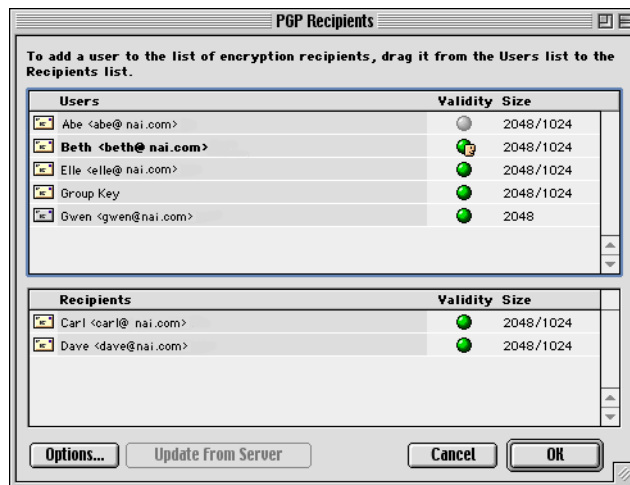 PGP Recipients
To add a user to the list of encryption recipients, drag it from the Users list to the
Recipients list.
Users Validity Size
Abe <abe@ nai.com> 2048/1024
Beth <beth@ nai.com> 2048/1024
Elle <elle@ nai.com> 2048/1024
Group Key 2048/1024
Gwen <gwen@nai.com> 2048
Recipients Validity Size
Carl <carl@ nai.com> 2048/1024
Dave <dave@nai.com> 2048/1024
Options... Update From Server Cancel OK